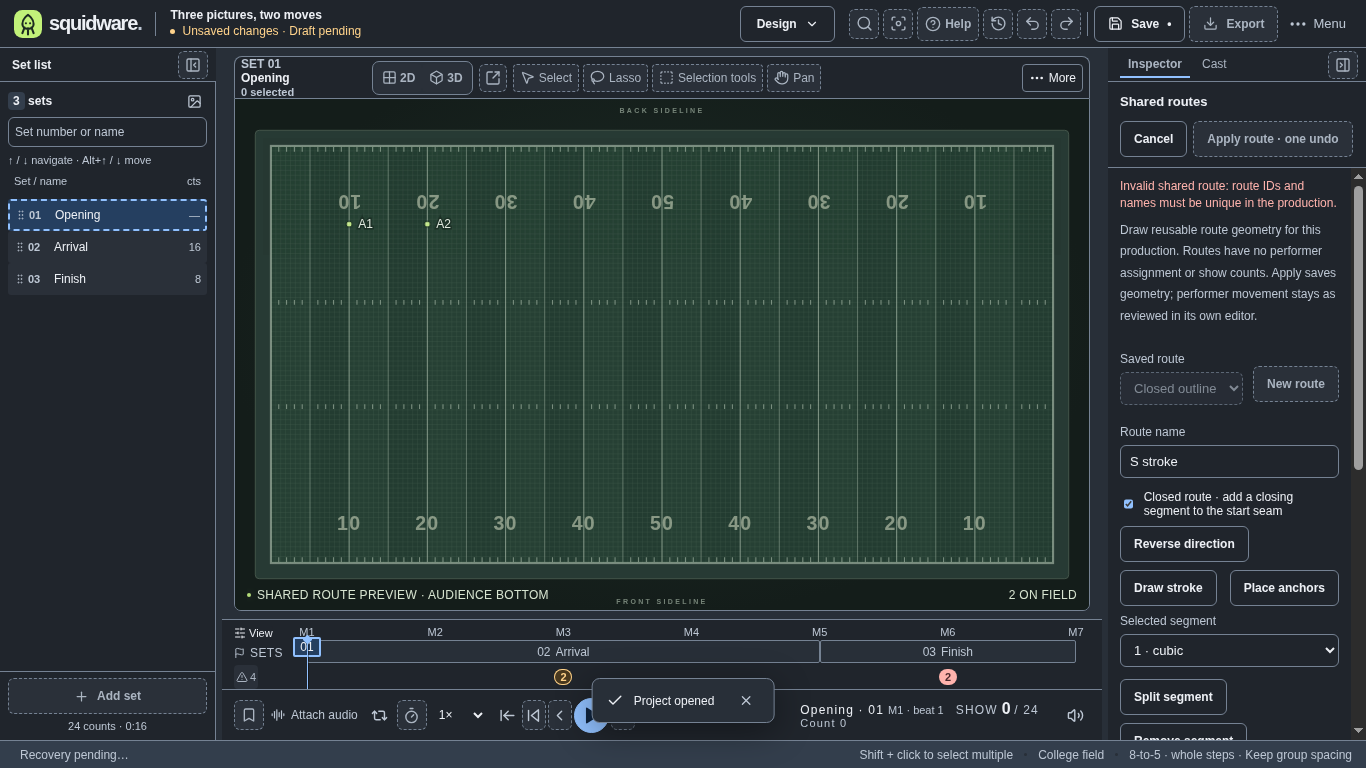 squidware.
Three pictures, two moves
Unsaved changes · Draft pending
Design
Help
Save •
Export
Menu
Set list
3 sets
Set number or name
↑ / ↓ navigate · Alt+↑ / ↓ move
Set / name cts
01 Opening —
02 Arrival 16
03 Finish 8
Add set
24 counts · 0:16
SET 01
Opening
0 selected
2D
3D
Select
Lasso
Selection tools
Pan
More
BACK SIDELINE
10 20 30 40 50 40 30 20 10
A1
A2
10 20 30 40 50 40 30 20 10
SHARED ROUTE PREVIEW · AUDIENCE BOTTOM
FRONT SIDELINE
2 ON FIELD
View
M1 M2 M3 M4 M5 M6 M7
SETS
01
02 Arrival
03 Finish
4
2
2
Attach audio
1×
Project opened
Opening · 01 M1 · beat 1
Count 0
SHOW 0 / 24
Inspector
Cast
Shared routes
Cancel
Apply route · one undo
Invalid shared route: route IDs and
names must be unique in the production.
Draw reusable route geometry for this
production. Routes have no performer
assignment or show counts. Apply saves
geometry; performer movement stays as
reviewed in its own editor.
Saved route
Closed outline
New route
Route name
S stroke
Closed route · add a closing
segment to the start seam
Reverse direction
Draw stroke
Place anchors
Selected segment
1 · cubic
Split segment
Remove segment
Recovery pending…
Shift + click to select multiple · College field · 8-to-5 · whole steps · Keep group spacing